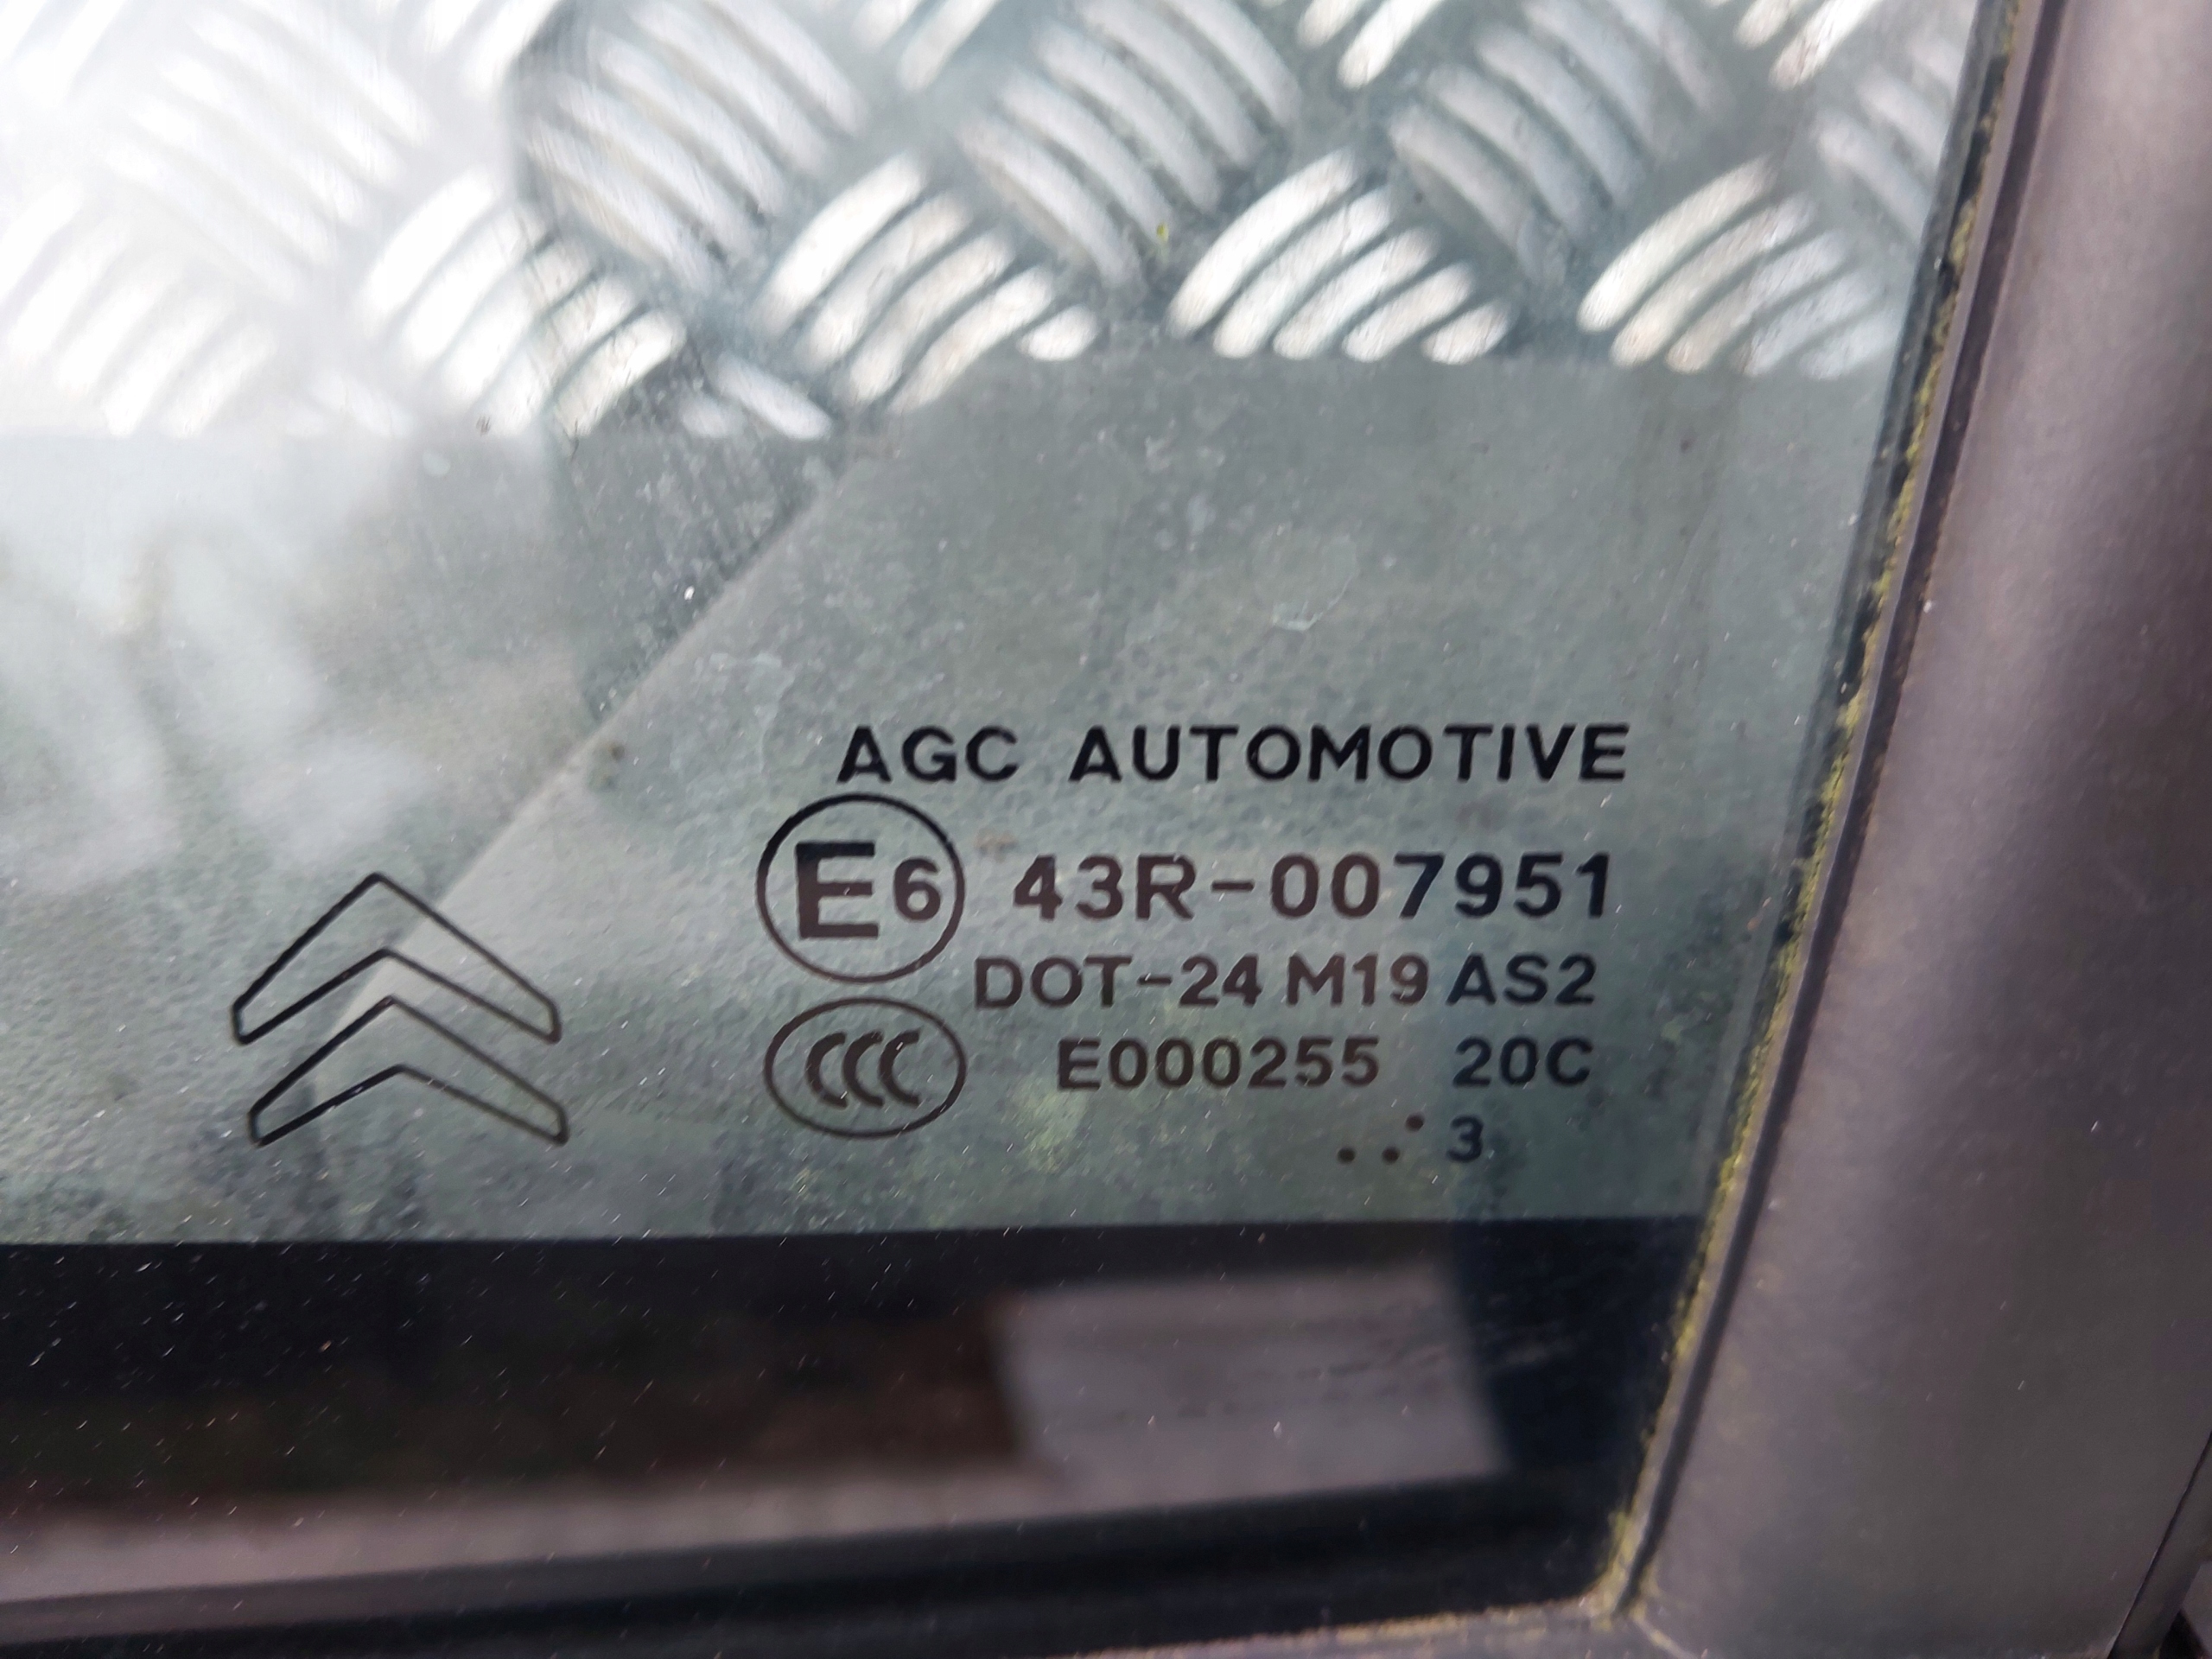 AGC AUTOMOTIVE
E6 43R-007951
DOT-24 M19 AS2
CCC E000255 20C
..· 3